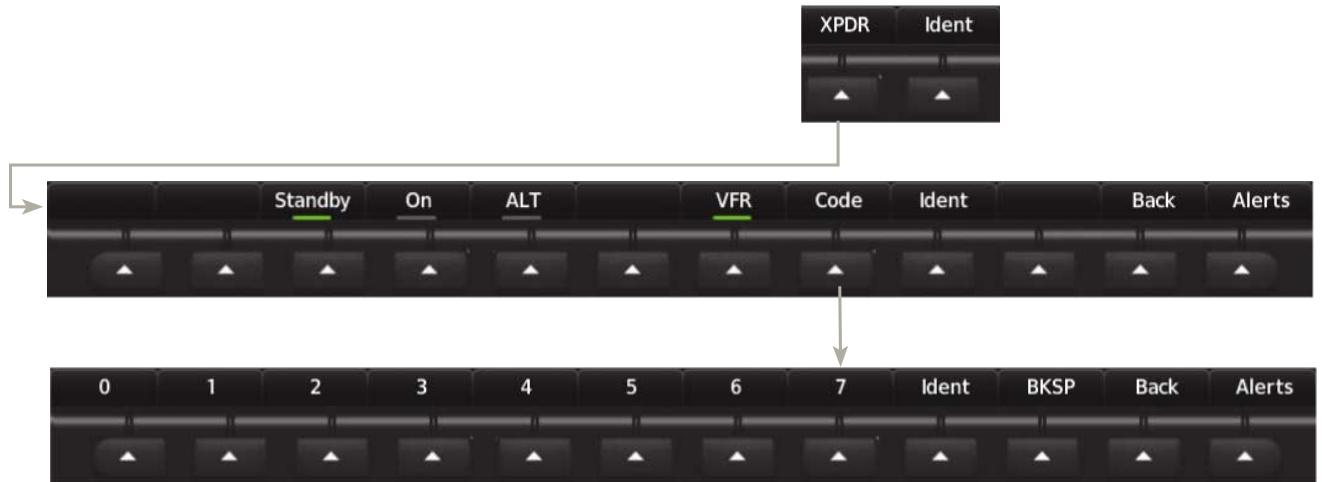 XPDR Ident
Standby On ALT VFR Code Ident Back Alerts
0 1 2 3 4 5 6 7 Ident BKSP Back Alerts